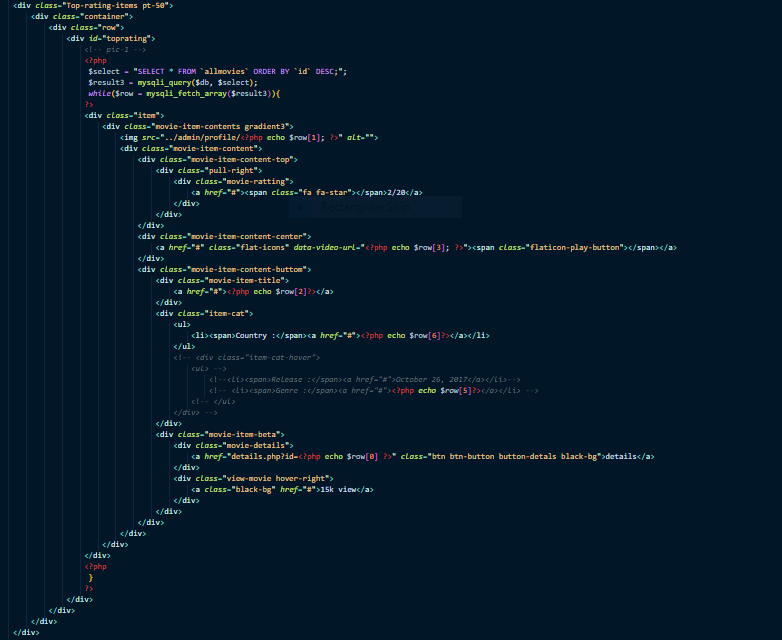 <div class="Top-rating-items pt-50">
<div class="container">
<div class="row">
<div id="toprating">
<!-- pic-1 -->
<?php
$select = "SELECT * FROM `allmovies` ORDER BY `id` DESC;";
$result3 = mysqli_query($db, $select);
while($row = mysqli_fetch_array($result3)){
?>
<div class="item">
<div class="movie-item-contents gradient3">
<img src="../admin/profile/<?php echo $row[1]; ?>" alt="">
<div class="movie-item-content">
<div class="movie-item-content-top">
<div class="pull-right">
<div class="movie-ratting">
<a href="#"><span class="fa fa-star"></span>2/20</a>
</div>
</div>
</div>
<div class="movie-item-content-center">
<a href="#" class="flat-icons" data-video-url="<?php echo $row[3]; ?>"><span class="flaticon-play-button"></span></a>
</div>
<div class="movie-item-content-buttom">
<div class="movie-item-title">
<a href="#"><?php echo $row[2]?></a>
</div>
<div class="item-cat">
<ul>
<li><span>Country :</span><a href="#"><?php echo $row[6]?></a></li>
</ul>
<!-- <div class="item-cat-hover">
<ul> -->
<!--<li><span>Release :</span><a href="#">October 26, 2017</a></li>-->
<!-- <li><span>Genre :</span><a href="#"><?php echo $row[5]?></a></li> -->
<!-- </ul>
</div> -->
</div>
<div class="movie-item-beta">
<div class="movie-details">
<a href="details.php?id=<?php echo $row[0] ?>" class="btn btn-button button-detals black-bg">details</a>
</div>
<div class="view-movie hover-right">
<a class="black-bg" href="#">15k view</a>
</div>
</div>
</div>
</div>
</div>
</div>
<?php
}
?>
</div>
</div>
</div>
</div>